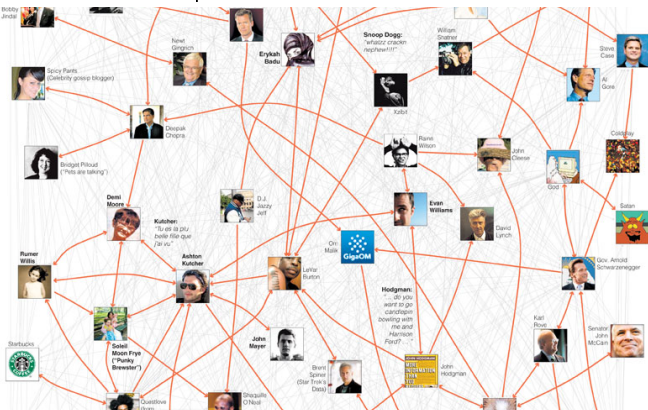 Bobby
Jindal
Newt
Gingrich
Erykah
Badu
Snoop Dogg:
"whatzz crackn
nephew!!!!"
William
Shatner
Steve
Case
Al
Gore
Spicy Pants
(Celebrity gossip blogger)
Xzibit
Deepak
Chopra
Rainn
Wilson
John
Cleese
Coldplay
Bridget Pilloud
("Pets are talking")
God
Demi
Moore
D.J.
Jazzy
Jeff
Evan
Williams
Satan
Kutcher:
"Tu es la plu
belle fille que
j'ai vu"
David
Lynch
Om
Malik
GigaOM
Rumer
Willis
Ashton
Kutcher
LeVar
Burton
Gov. Arnold
Schwarzenegger
Hodgman:
"... do you
want to go
candlepin
bowling with
me and
Harrison
Ford? ..."
Karl
Rove
Senator
John
McCain
Starbucks
Soleil
Moon Frye
("Punky
Brewster")
John
Mayer
Brent
Spiner
(Star Trek's
Data)
MORE
INFORMATION
THAN
John
Hodgman
Questlove
Shaquille
O'Neal